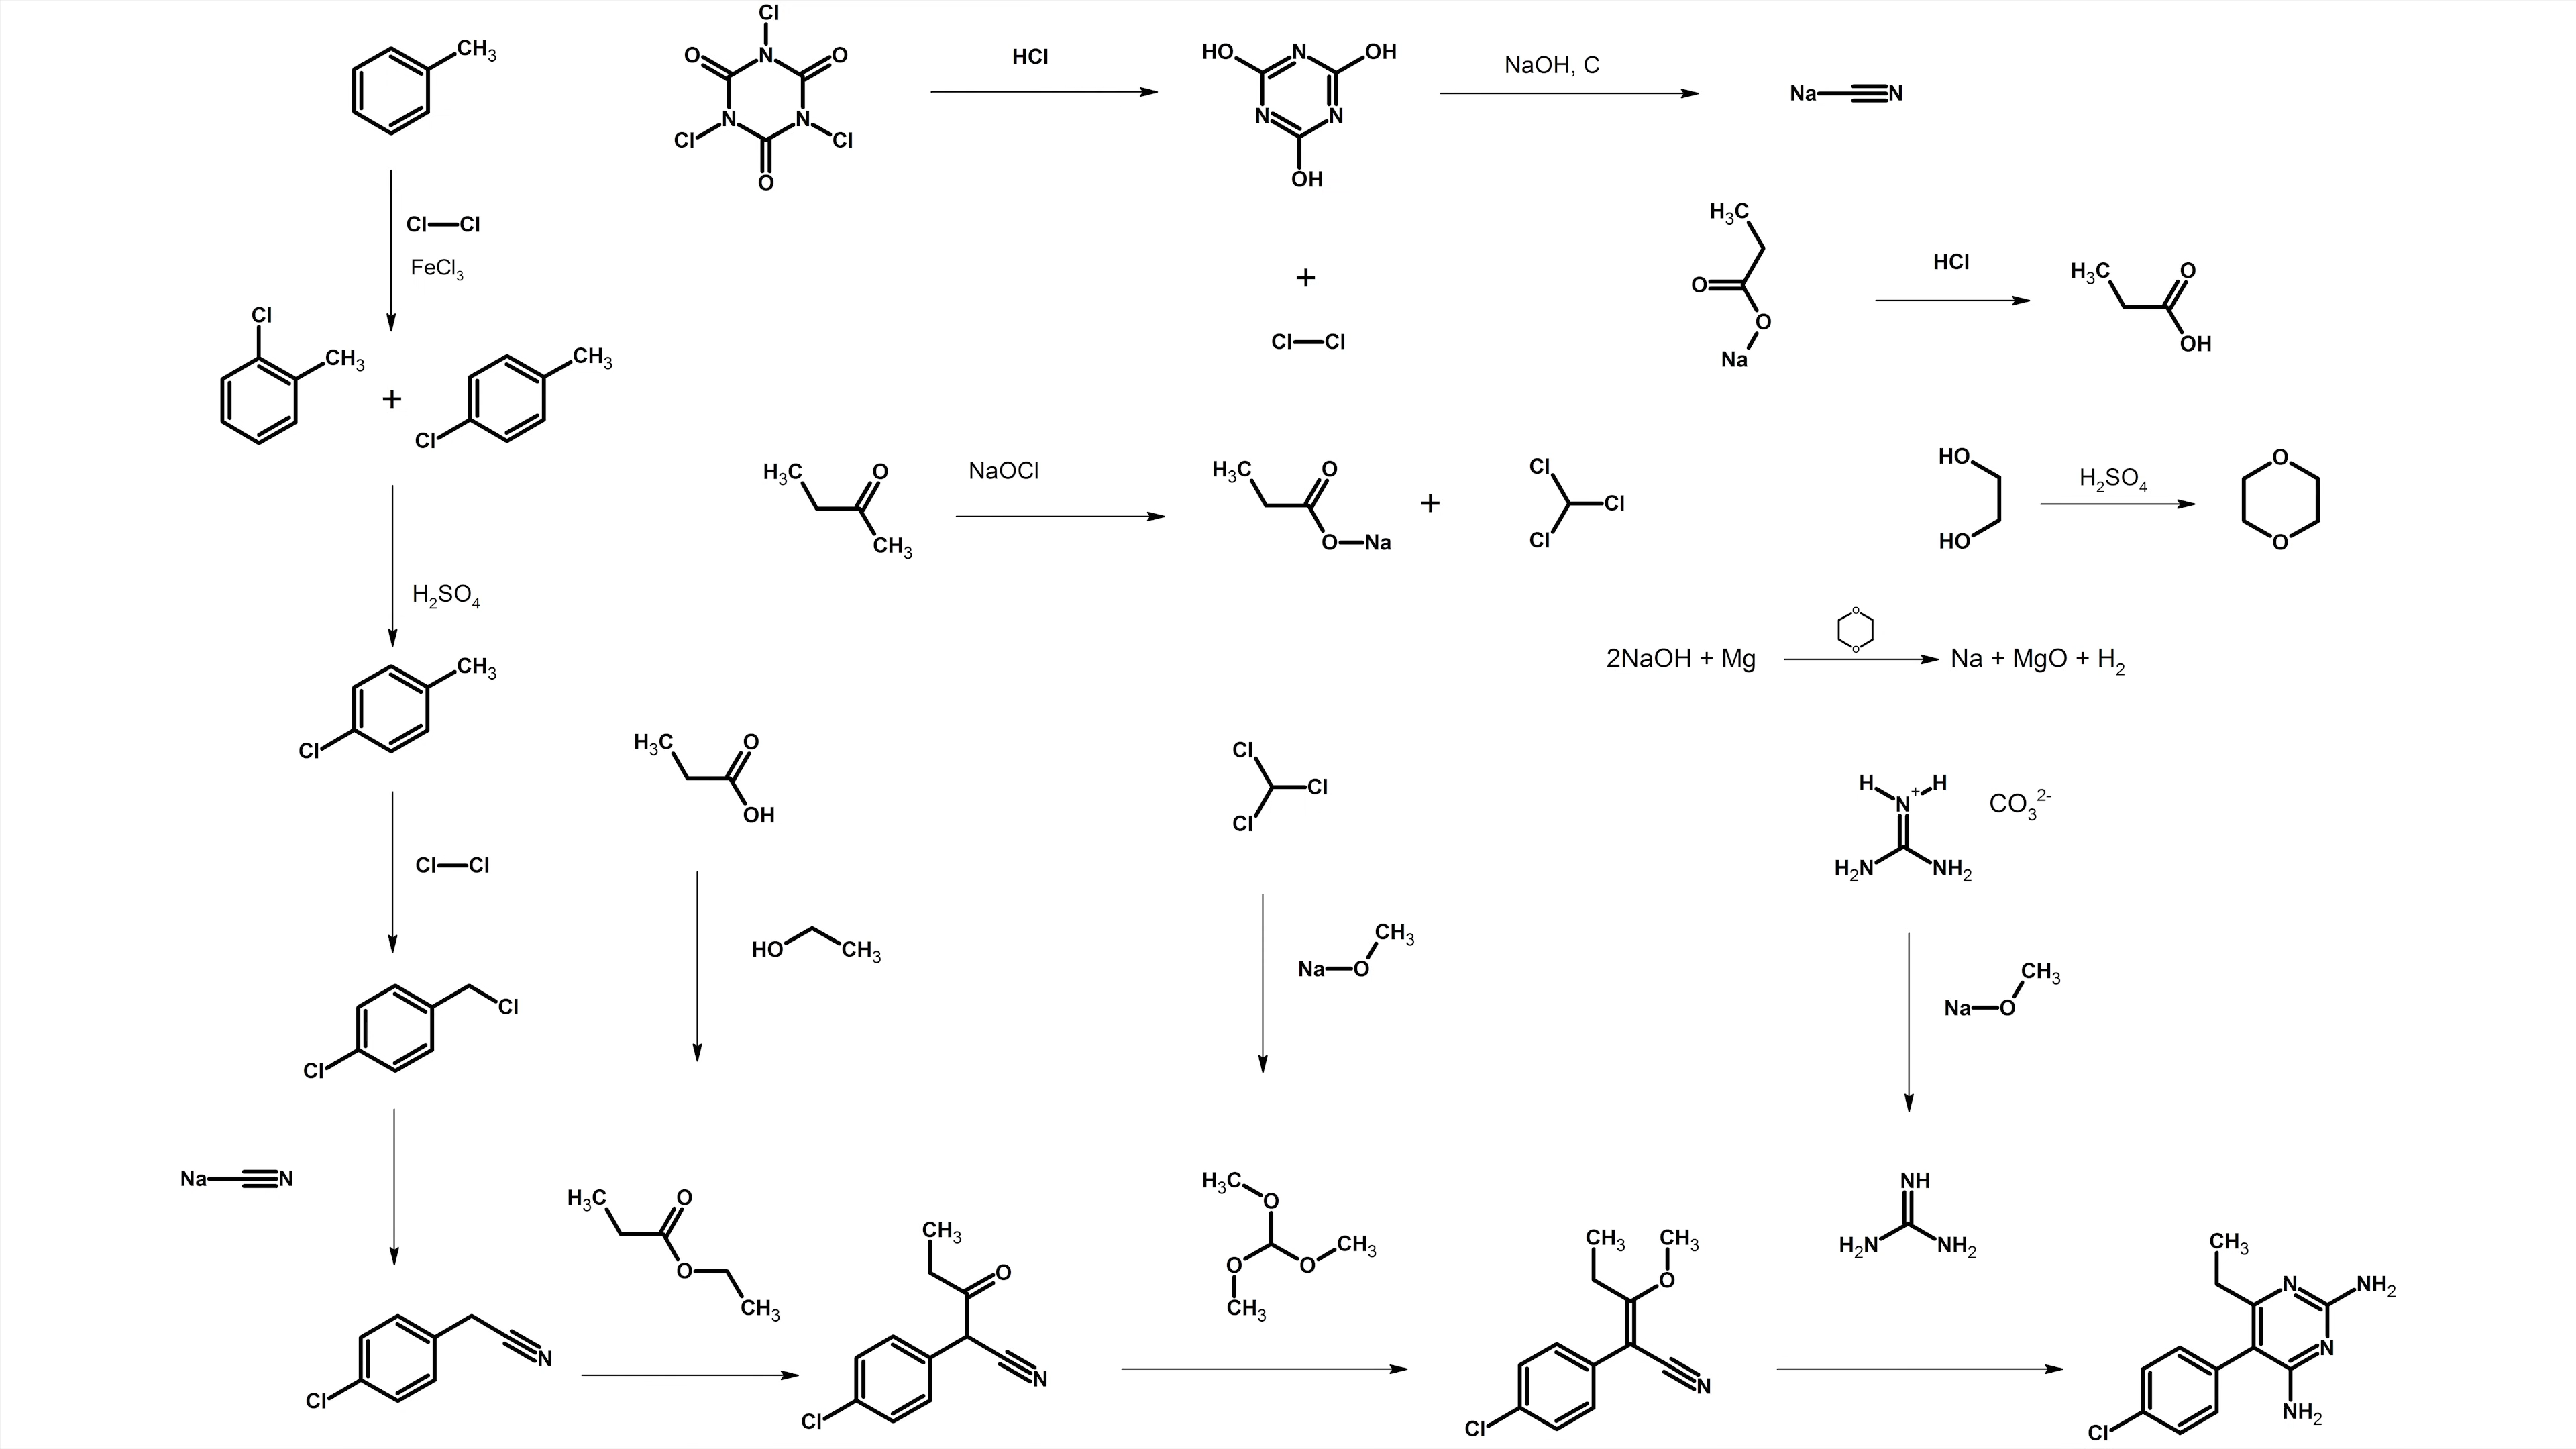 CH₃
Cl
O
N
O
Cl
N
N
Cl
O
HCl
HO
N
OH
N
N
OH
NaOH, C
Na
N
Cl
Cl
FeCl₃
+
Cl
Cl
H₃C
O
O
Na
HCl
H₃C
O
OH
Cl
CH₃
+
CH₃
Cl
H₃C
O
CH₃
NaOCl
H₃C
O
O
Na
+
Cl
Cl
Cl
HO
HO
H₂SO₄
O
O
H₂SO₄
O
O
2NaOH + Mg
Na + MgO + H₂
CH₃
Cl
H₃C
O
OH
Cl
Cl
Cl
H
H
N⁺
H₂N
NH₂
CO₃²⁻
Cl
Cl
HO
CH₃
CH₃
Na
O
CH₃
Na
O
Cl
Cl
Na
N
H₃C
O
O
CH₃
H₃C
O
O
O
CH₃
CH₃
NH
H₂N
NH₂
N
Cl
CH₃
O
N
Cl
CH₃
CH₃
O
N
Cl
CH₃
N
NH₂
N
NH₂
Cl